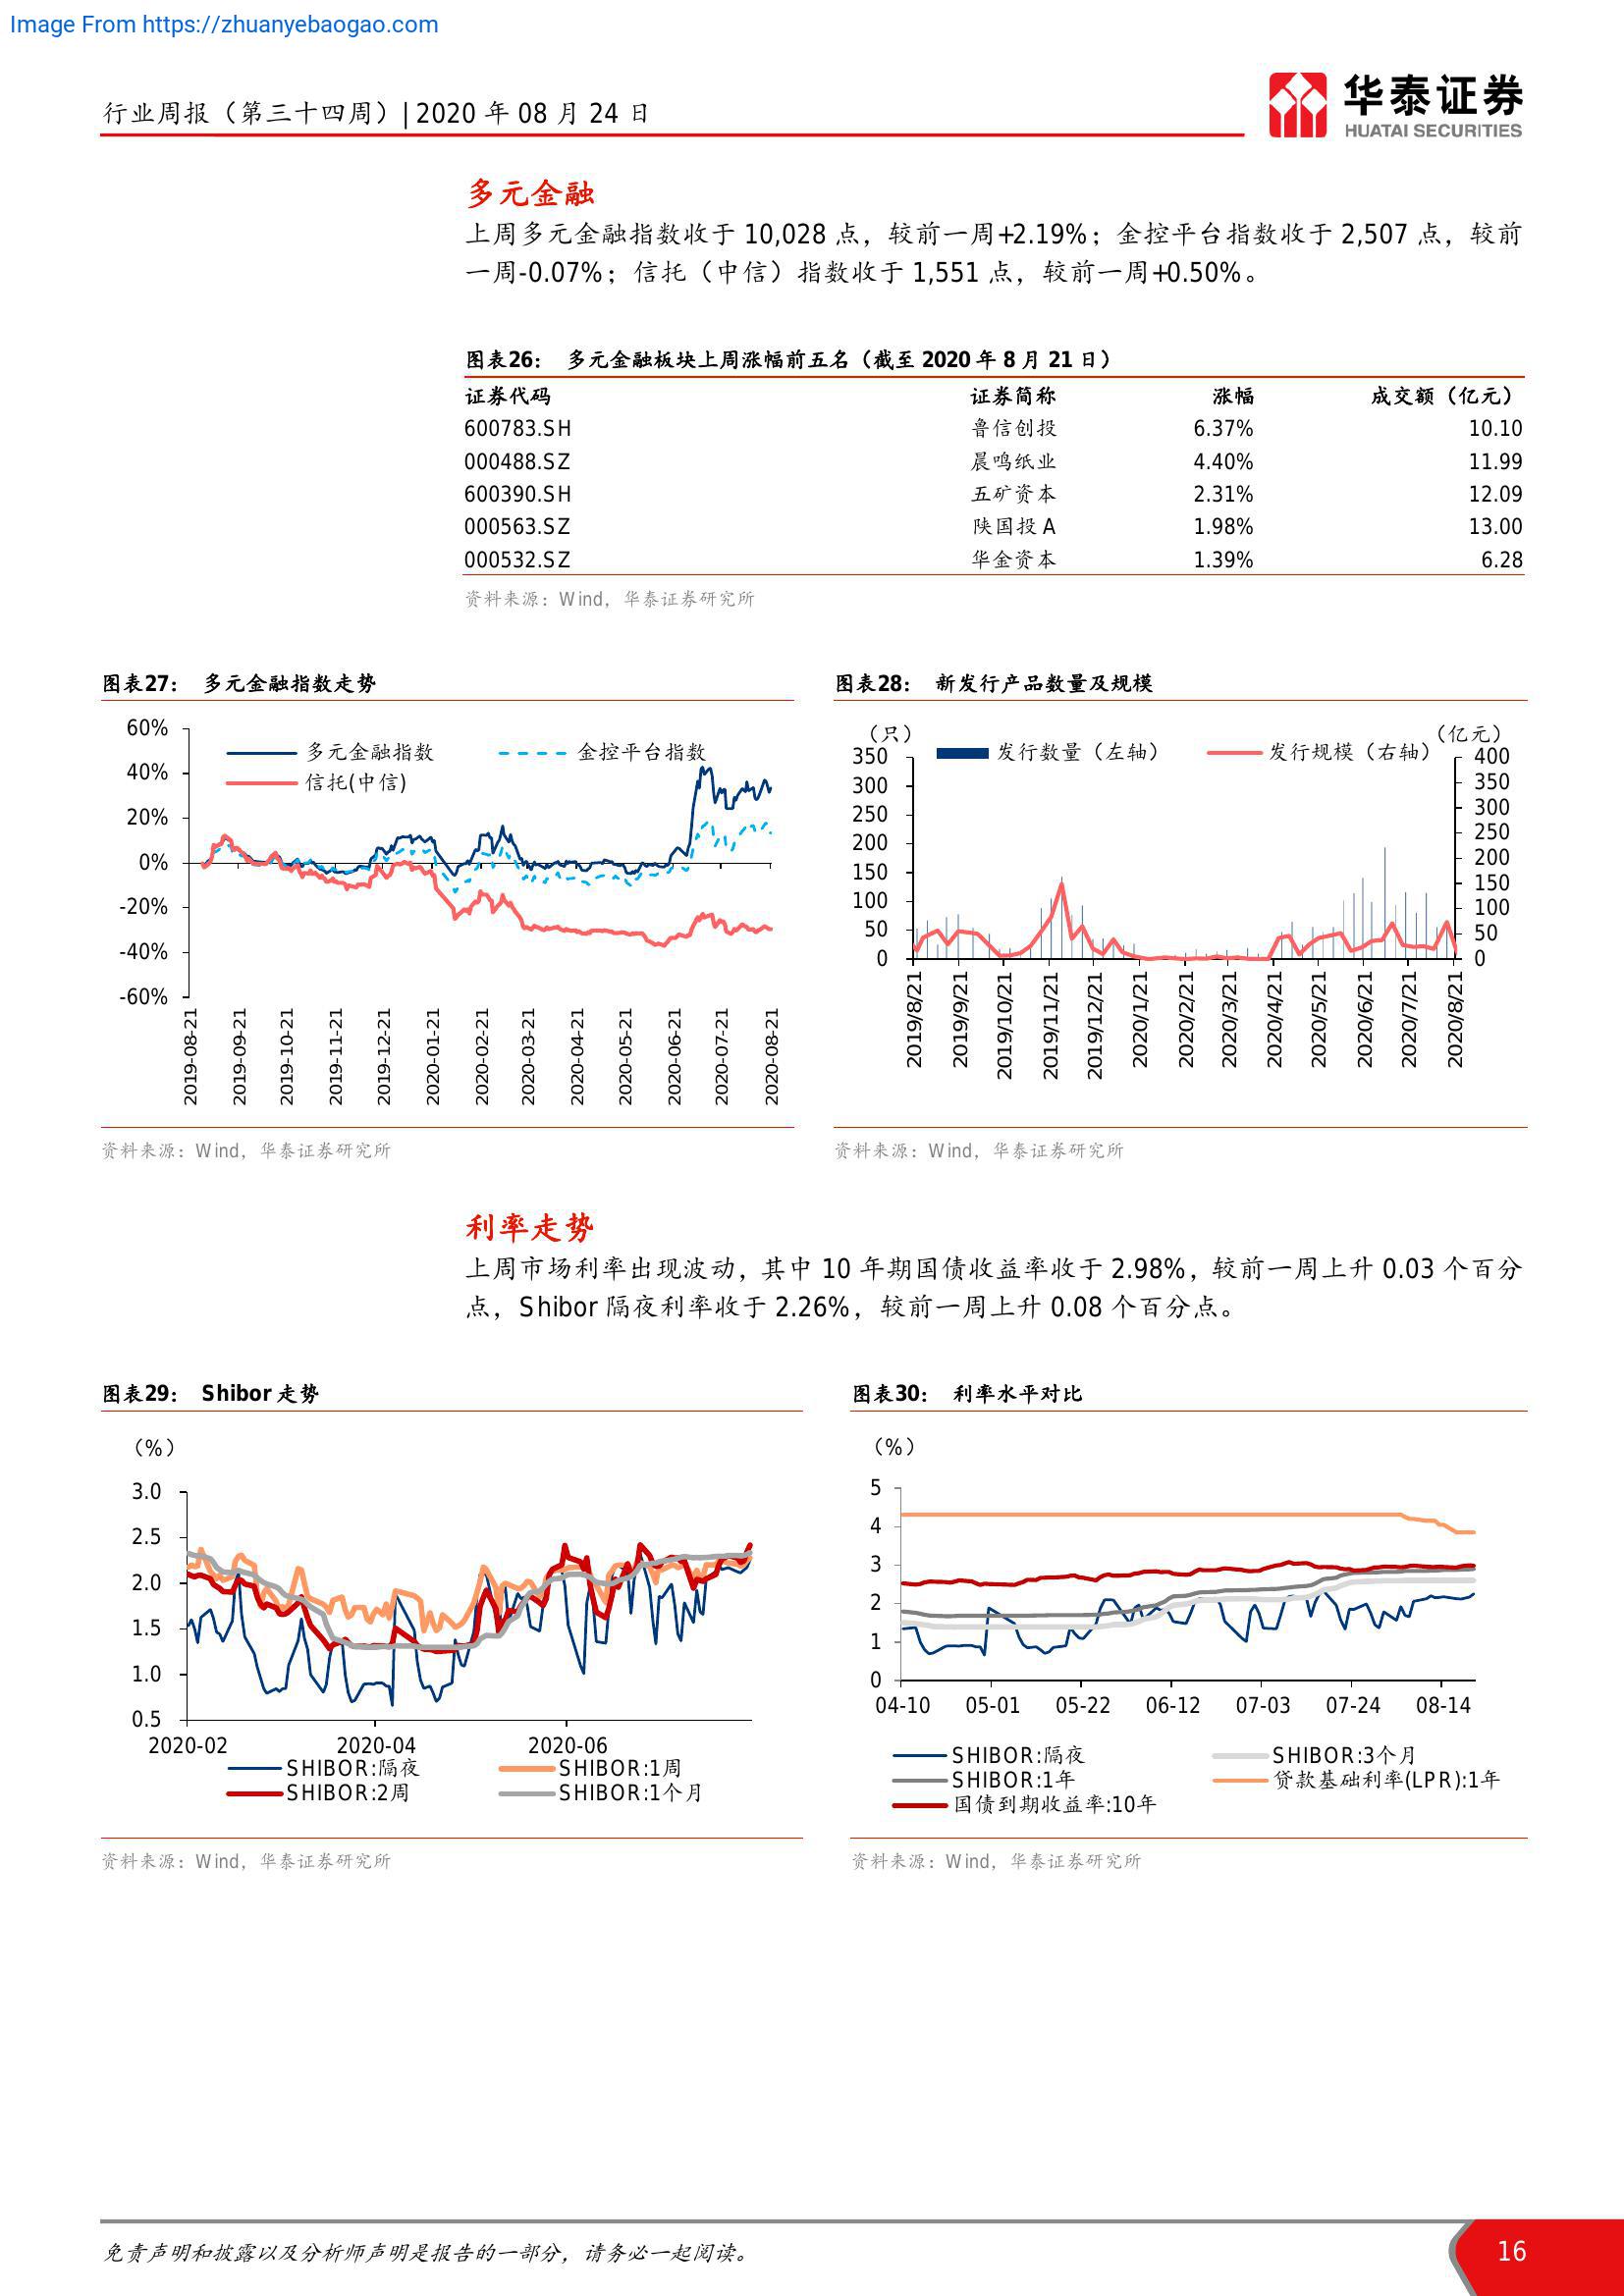 Image From https://zhuanyebaogao.com
行业周报（第三十四周）| 2020 年 08 月 24 日
华泰证券
HUATAI SECURITIES
多元金融
上周多元金融指数收于 10,028 点，较前一周+2.19%；金控平台指数收于 2,507 点，较前
一周-0.07%；信托（中信）指数收于 1,551 点，较前一周+0.50%。
图表26： 多元金融板块上周涨幅前五名（截至 2020 年 8 月 21 日）
证券代码 证券简称 涨幅 成交额（亿元）
600783.SH 鲁信创投 6.37% 10.10
000488.SZ 晨鸣纸业 4.40% 11.99
600390.SH 五矿资本 2.31% 12.09
000563.SZ 陕国投 A 1.98% 13.00
000532.SZ 华金资本 1.39% 6.28
资料来源：Wind，华泰证券研究所
图表27： 多元金融指数走势
60%
40%
20%
0%
-20%
-40%
-60%
多元金融指数 金控平台指数
信托(中信)
2019-08-21 2019-09-21 2019-10-21 2019-11-21 2019-12-21 2020-01-21 2020-02-21 2020-03-21 2020-04-21 2020-05-21 2020-06-21 2020-07-21 2020-08-21
资料来源：Wind，华泰证券研究所
图表28： 新发行产品数量及规模
（只） （亿元）
发行数量（左轴） 发行规模（右轴）
350
300
250
200
150
100
50
0
400
350
300
250
200
150
100
50
0
2019/8/21 2019/9/21 2019/10/21 2019/11/21 2019/12/21 2020/1/21 2020/2/21 2020/3/21 2020/4/21 2020/5/21 2020/6/21 2020/7/21 2020/8/21
资料来源：Wind，华泰证券研究所
利率走势
上周市场利率出现波动，其中 10 年期国债收益率收于 2.98%，较前一周上升 0.03 个百分
点，Shibor 隔夜利率收于 2.26%，较前一周上升 0.08 个百分点。
图表29： Shibor 走势
（%）
3.0
2.5
2.0
1.5
1.0
0.5
2020-02 2020-04 2020-06
SHIBOR:隔夜 SHIBOR:1周
SHIBOR:2周 SHIBOR:1个月
资料来源：Wind，华泰证券研究所
图表30： 利率水平对比
（%）
5
4
3
2
1
0
04-10 05-01 05-22 06-12 07-03 07-24 08-14
SHIBOR:隔夜 SHIBOR:3个月
SHIBOR:1年 贷款基础利率(LPR):1年
国债到期收益率:10年
资料来源：Wind，华泰证券研究所
免责声明和披露以及分析师声明是报告的一部分，请务必一起阅读。
16